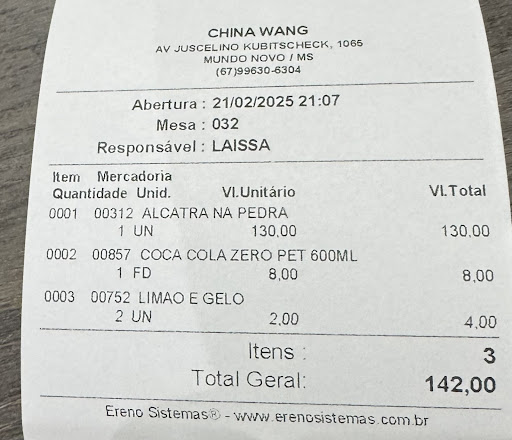 CHINA WANG
AV JUSCELINO KUBITSCHECK, 1065
MUNDO NOVO / MS
(67)99630-6304
Abertura : 21/02/2025 21:07
Mesa : 032
Responsável : LAISSA
Item Mercadoria
Quantidade Unid. Vl.Unitário Vl.Total
0001 00312 ALCATRA NA PEDRA
1 UN 130,00 130,00
0002 00857 COCA COLA ZERO PET 600ML
1 FD 8,00 8,00
0003 00752 LIMAO E GELO
2 UN 2,00 4,00
Itens : 3
Total Geral: 142,00
Ereno Sistemas® - www.erenosistemas.com.br